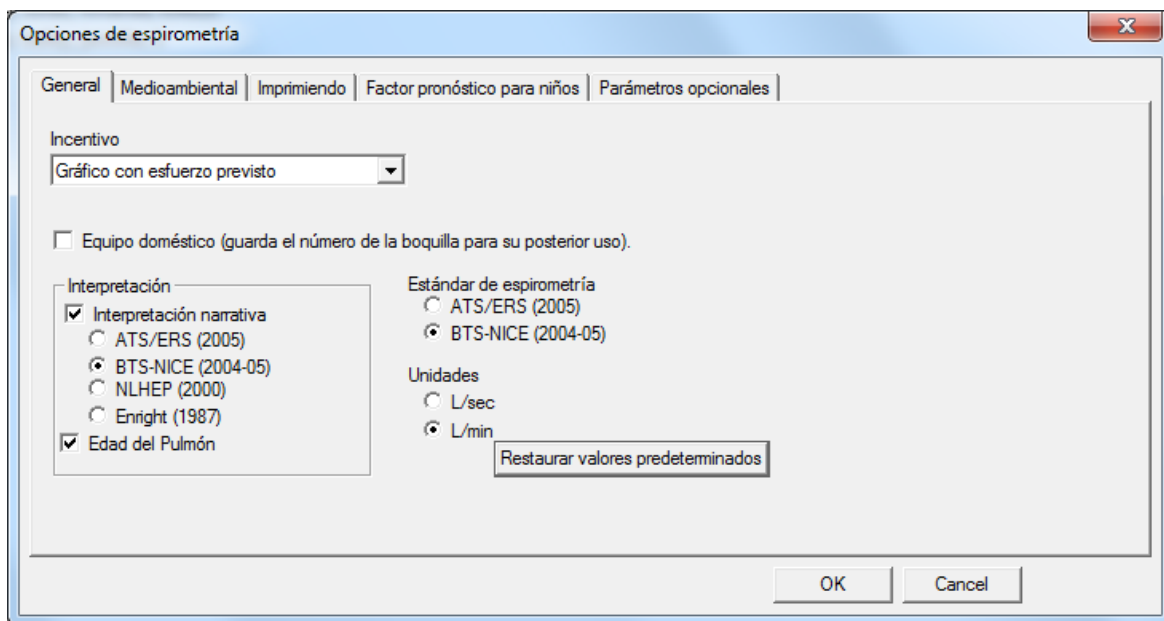 Opciones de espirometría
General Medioambiental Imprimiendo Factor pronóstico para niños Parámetros opcionales
Incentivo
Gráfico con esfuerzo previsto
Equipo doméstico (guarda el número de la boquilla para su posterior uso).
Interpretación
Interpretación narrativa
ATS/ERS (2005)
BTS-NICE (2004-05)
NLHEP (2000)
Enright (1987)
Edad del Pulmón
Estándar de espirometría
ATS/ERS (2005)
BTS-NICE (2004-05)
Unidades
L/sec
L/min
Restaurar valores predeterminados
OK Cancel